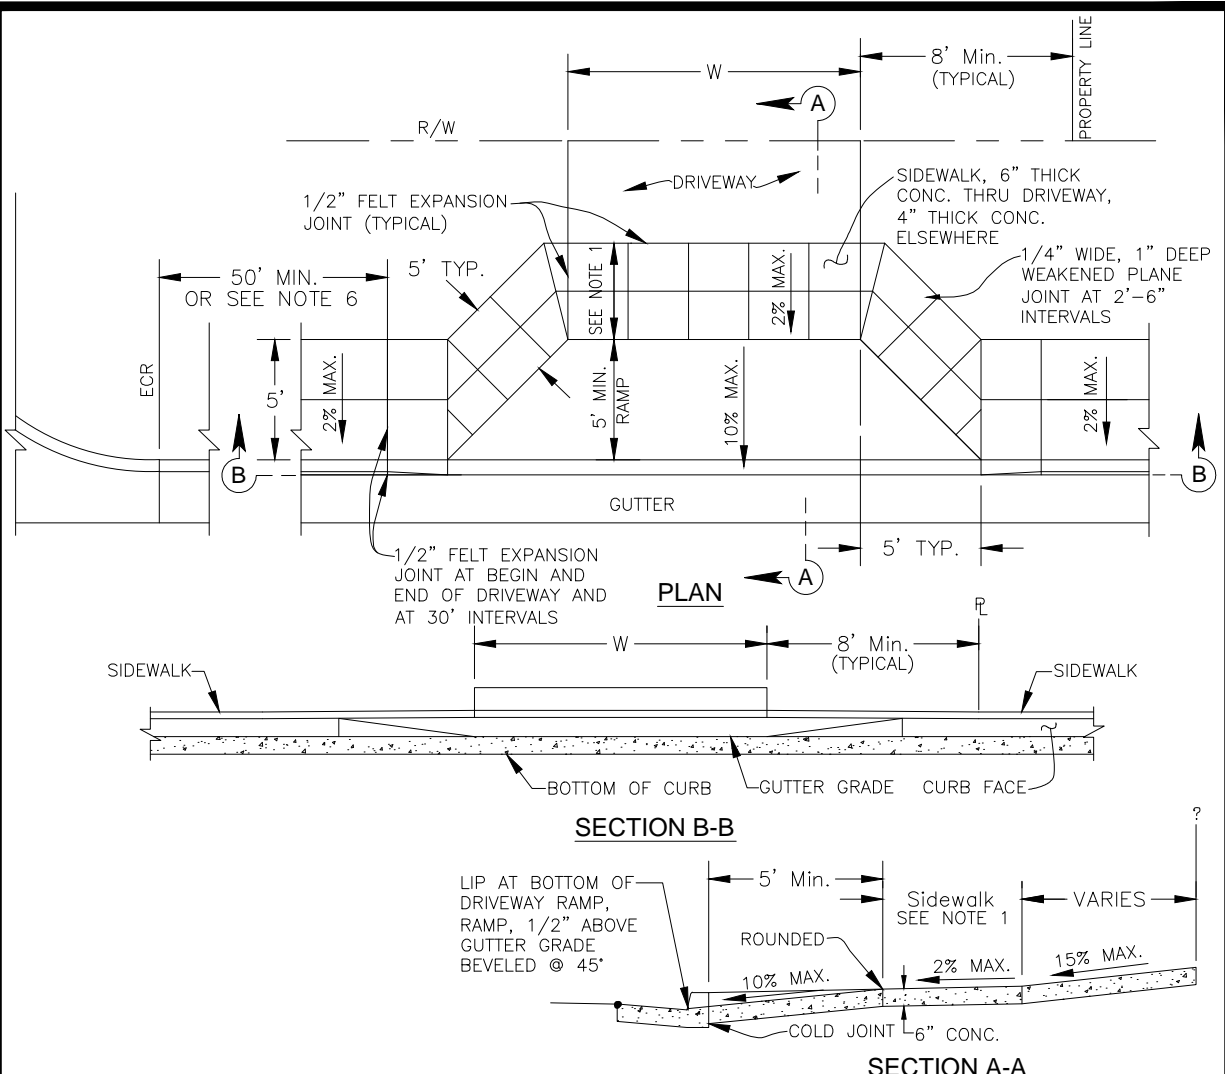 W
8' Min.
(TYPICAL)
PROPERTY LINE
A
R/W
DRIVEWAY
SIDEWALK, 6" THICK
CONC. THRU DRIVEWAY,
4" THICK CONC.
ELSEWHERE
1/2" FELT EXPANSION
JOINT (TYPICAL)
1/4" WIDE, 1" DEEP
WEAKENED PLANE
JOINT AT 2'-6"
INTERVALS
50' MIN.
OR SEE NOTE 6
5' TYP.
SEE NOTE 1
2% MAX.
ECR
5'
2% MAX.
5' MIN.
RAMP
10% MAX.
2% MAX.
B
B
GUTTER
1/2" FELT EXPANSION
JOINT AT BEGIN AND
END OF DRIVEWAY AND
AT 30' INTERVALS
5' TYP.
A
PLAN
PL
W
8' Min.
(TYPICAL)
SIDEWALK
SIDEWALK
BOTTOM OF CURB
GUTTER GRADE
CURB FACE
SECTION B-B
?
LIP AT BOTTOM OF
DRIVEWAY RAMP,
RAMP, 1/2" ABOVE
GUTTER GRADE
BEVELED @ 45°
5' Min.
Sidewalk
SEE NOTE 1
VARIES
ROUNDED
10% MAX.
2% MAX.
15% MAX.
COLD JOINT
6" CONC.
SECTION A-A